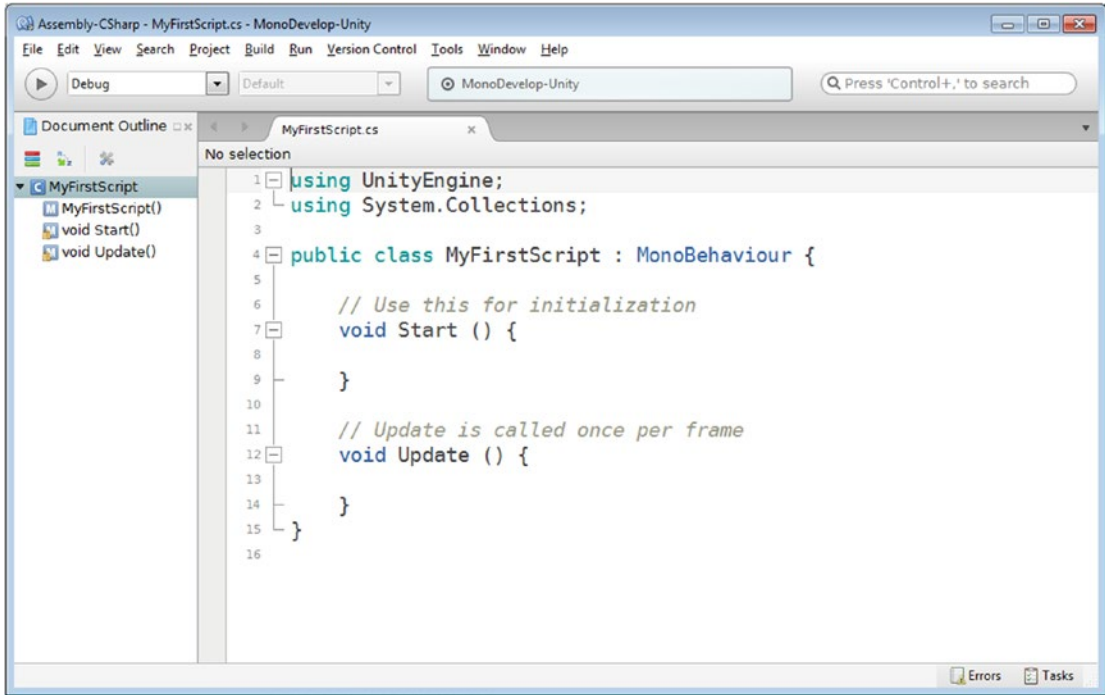 Assembly-CSharp - MyFirstScript.cs - MonoDevelop-Unity
File Edit View Search Project Build Run Version Control Tools Window Help
Debug Default MonoDevelop-Unity Press 'Control+,' to search
Document Outline MyFirstScript.cs
No selection
MyFirstScript
MyFirstScript()
void Start()
void Update()
1 using UnityEngine;
2 using System.Collections;
3
4 public class MyFirstScript : MonoBehaviour {
5
6 // Use this for initialization
7 void Start () {
8
9 }
10
11 // Update is called once per frame
12 void Update () {
13
14 }
15 }
16
Errors Tasks